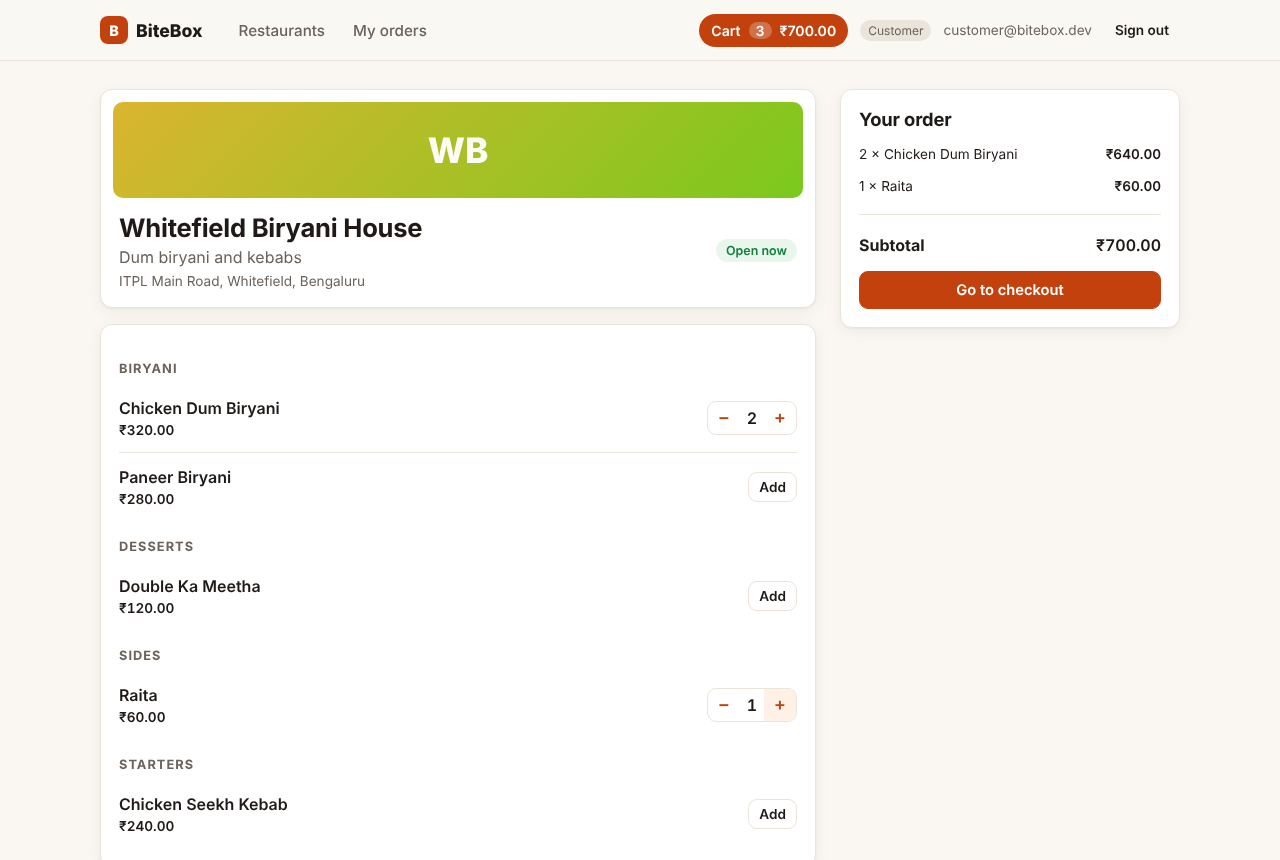 B BiteBox Restaurants My orders Cart 3 ₹700.00 Customer customer@bitebox.dev Sign out
WB
Whitefield Biryani House
Dum biryani and kebabs
ITPL Main Road, Whitefield, Bengaluru
Open now
BIRYANI
Chicken Dum Biryani
₹320.00
− 2 +
Paneer Biryani
₹280.00
Add
DESSERTS
Double Ka Meetha
₹120.00
Add
SIDES
Raita
₹60.00
− 1 +
STARTERS
Chicken Seekh Kebab
₹240.00
Add
Your order
2 × Chicken Dum Biryani ₹640.00
1 × Raita ₹60.00
Subtotal ₹700.00
Go to checkout